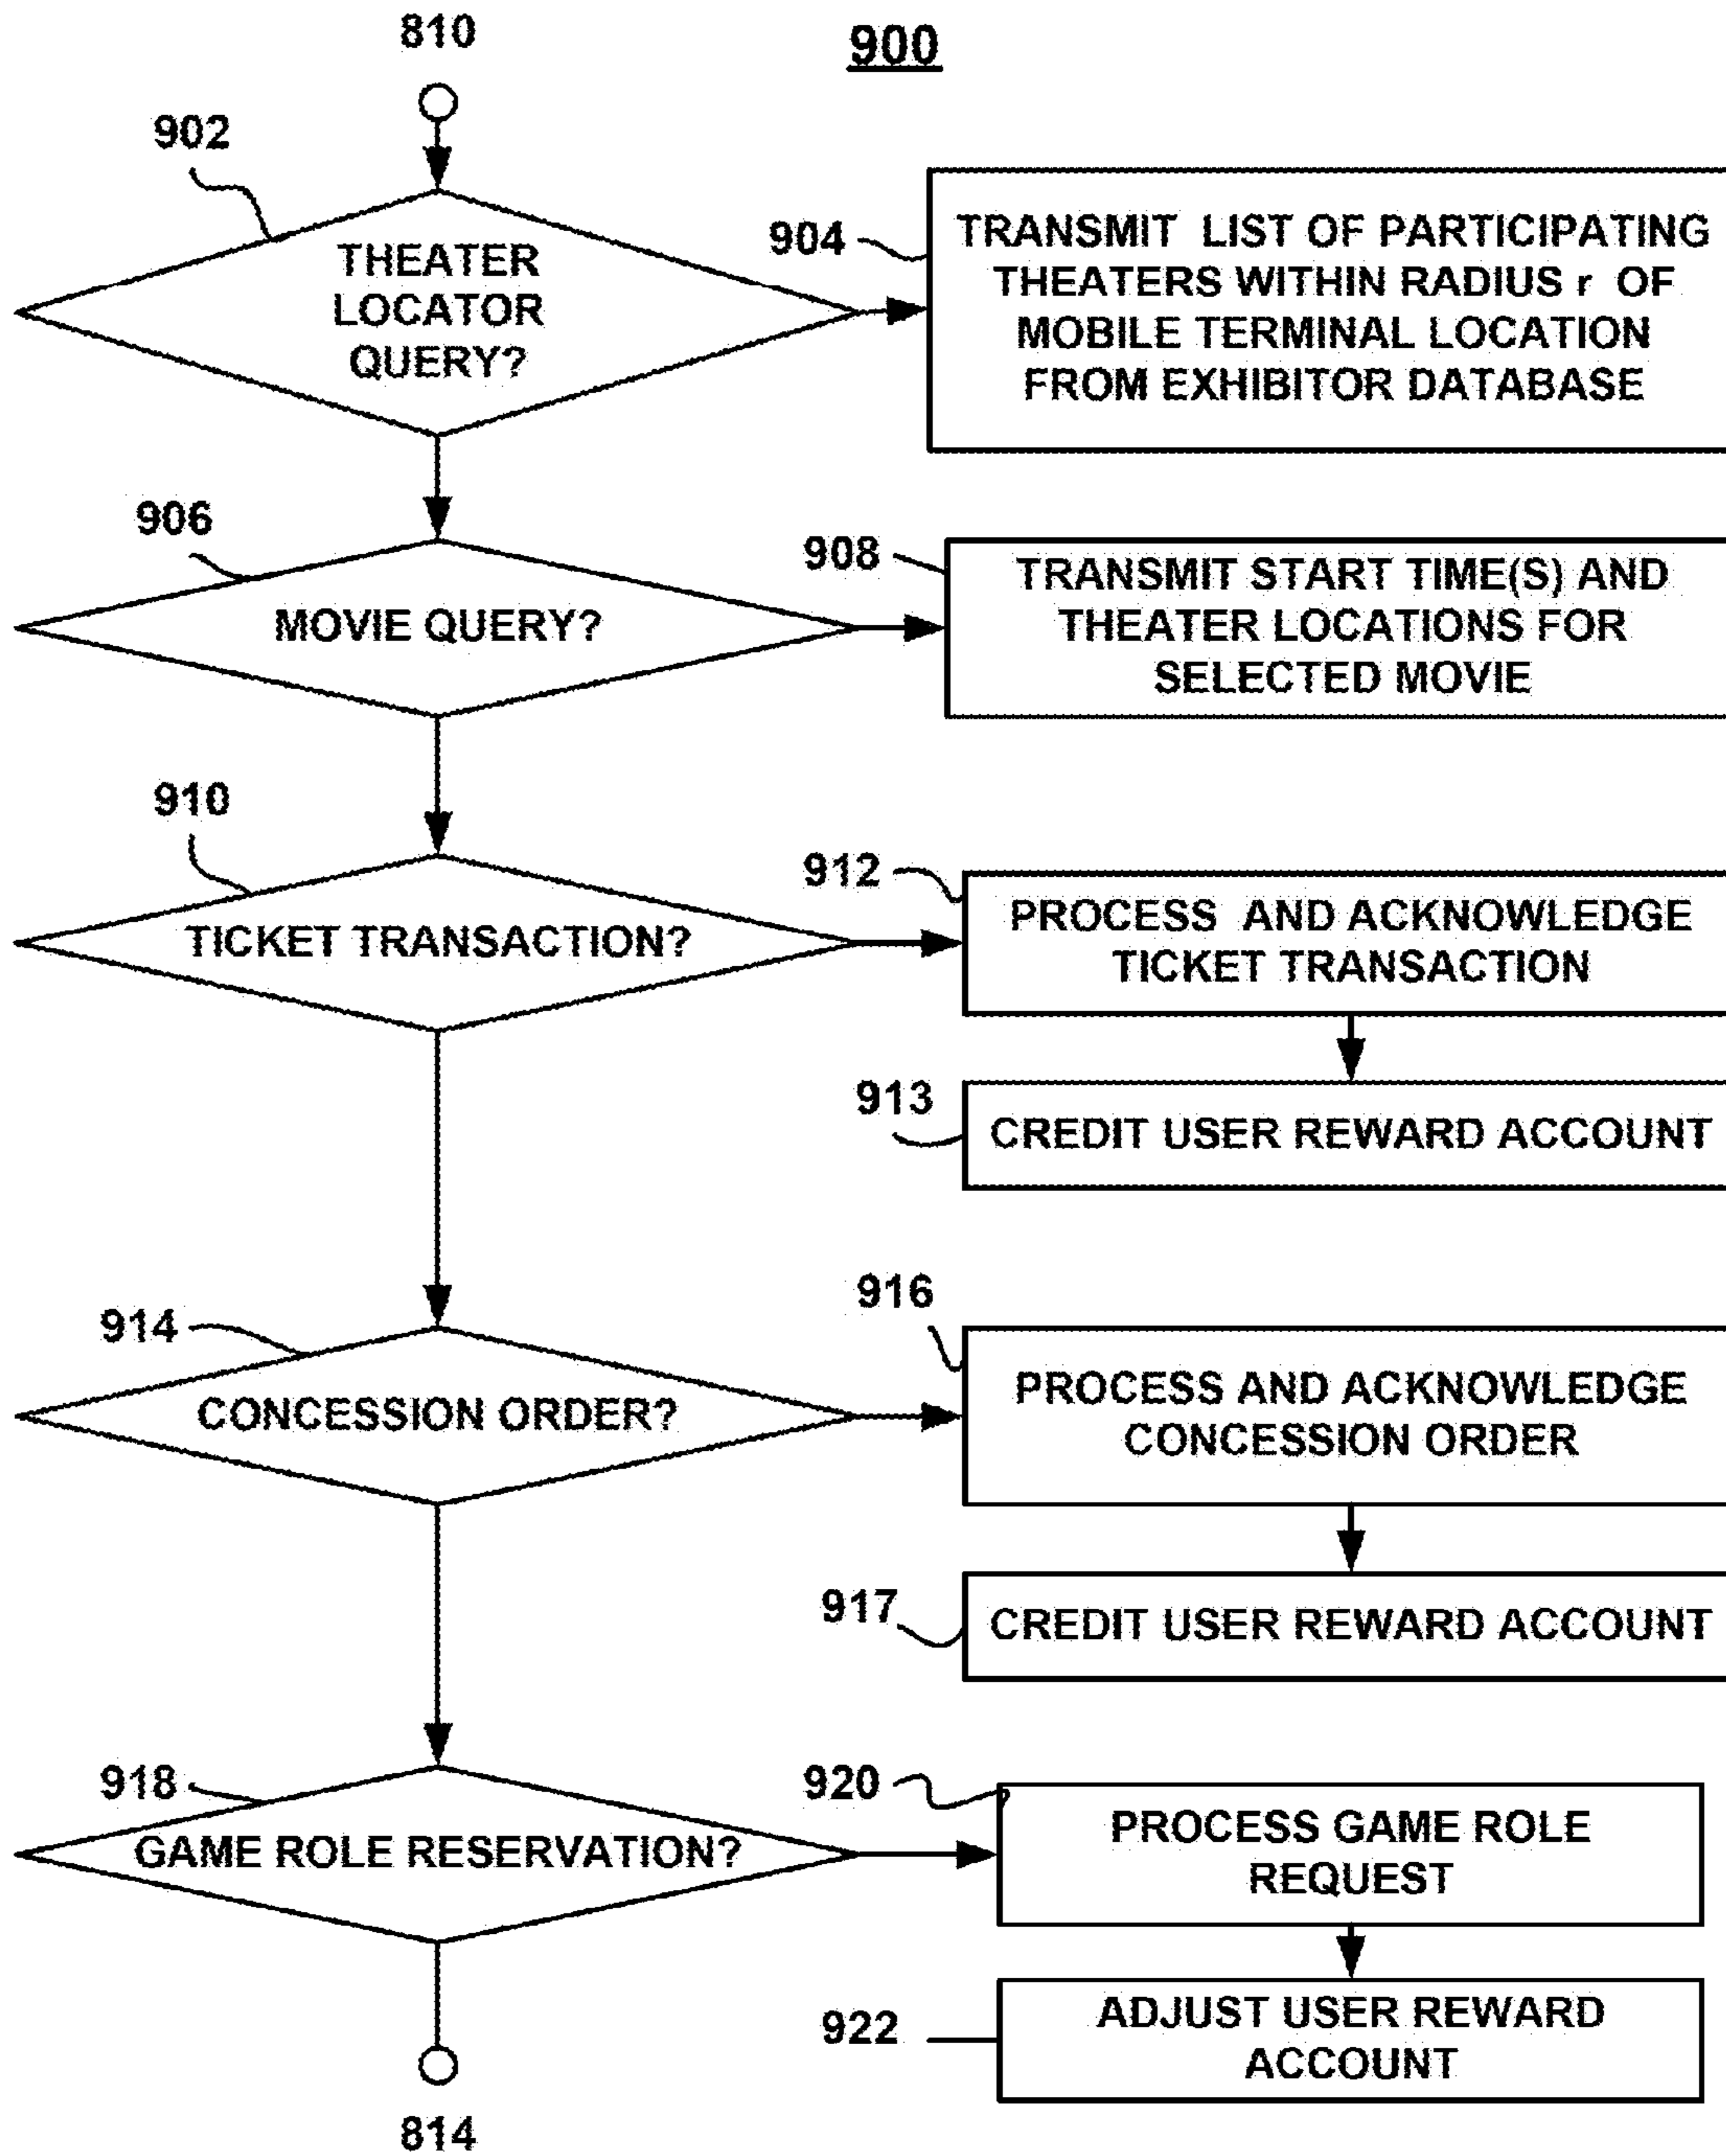 810
900
902
THEATER
LOCATOR
QUERY?
904
TRANSMIT LIST OF PARTICIPATING
THEATERS WITHIN RADIUS r OF
MOBILE TERMINAL LOCATION
FROM EXHIBITOR DATABASE
906
MOVIE QUERY?
908
TRANSMIT START TIME(S) AND
THEATER LOCATIONS FOR
SELECTED MOVIE
910
TICKET TRANSACTION?
912
PROCESS AND ACKNOWLEDGE
TICKET TRANSACTION
913
CREDIT USER REWARD ACCOUNT
914
CONCESSION ORDER?
916
PROCESS AND ACKNOWLEDGE
CONCESSION ORDER
917
CREDIT USER REWARD ACCOUNT
918
GAME ROLE RESERVATION?
920
PROCESS GAME ROLE
REQUEST
922
ADJUST USER REWARD
ACCOUNT
814